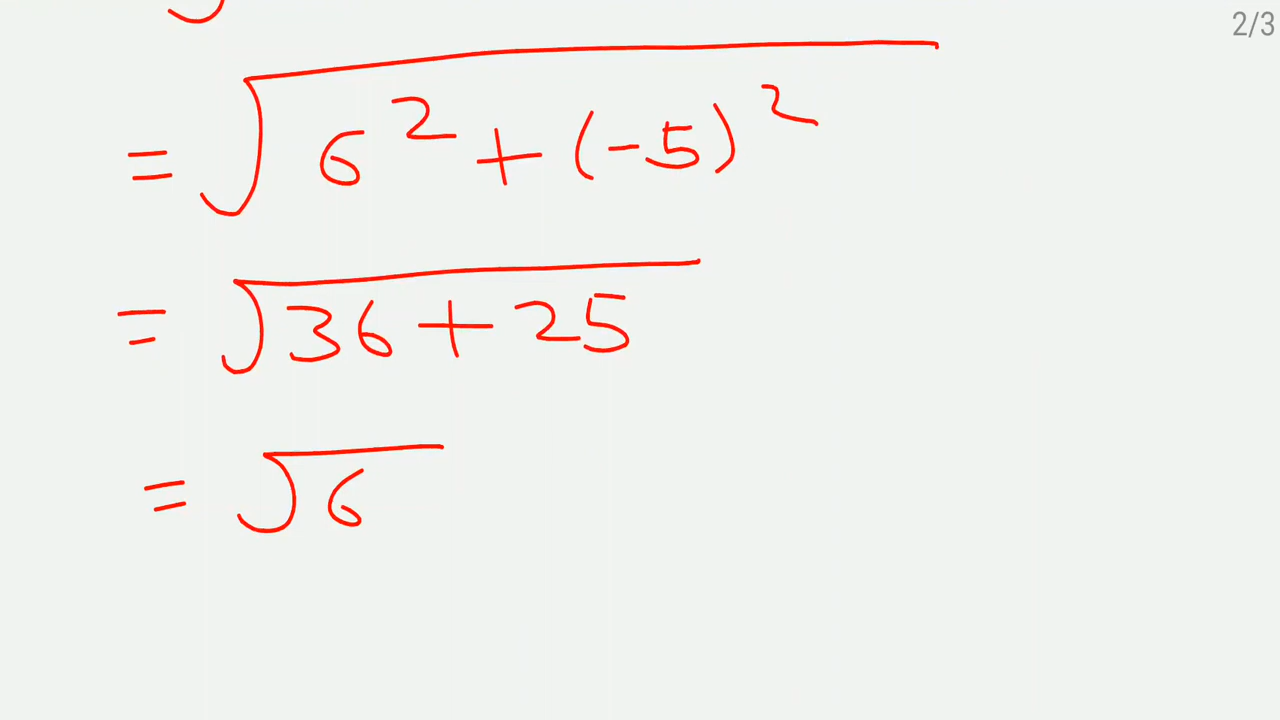 2/3
= √6² + (-5)²
= √36 + 25
= √6